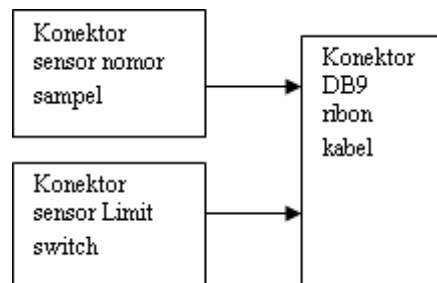 Konektor
sensor nomor
sampel
Konektor
sensor Limit
switch
Konektor
DB9
ribon
kabel